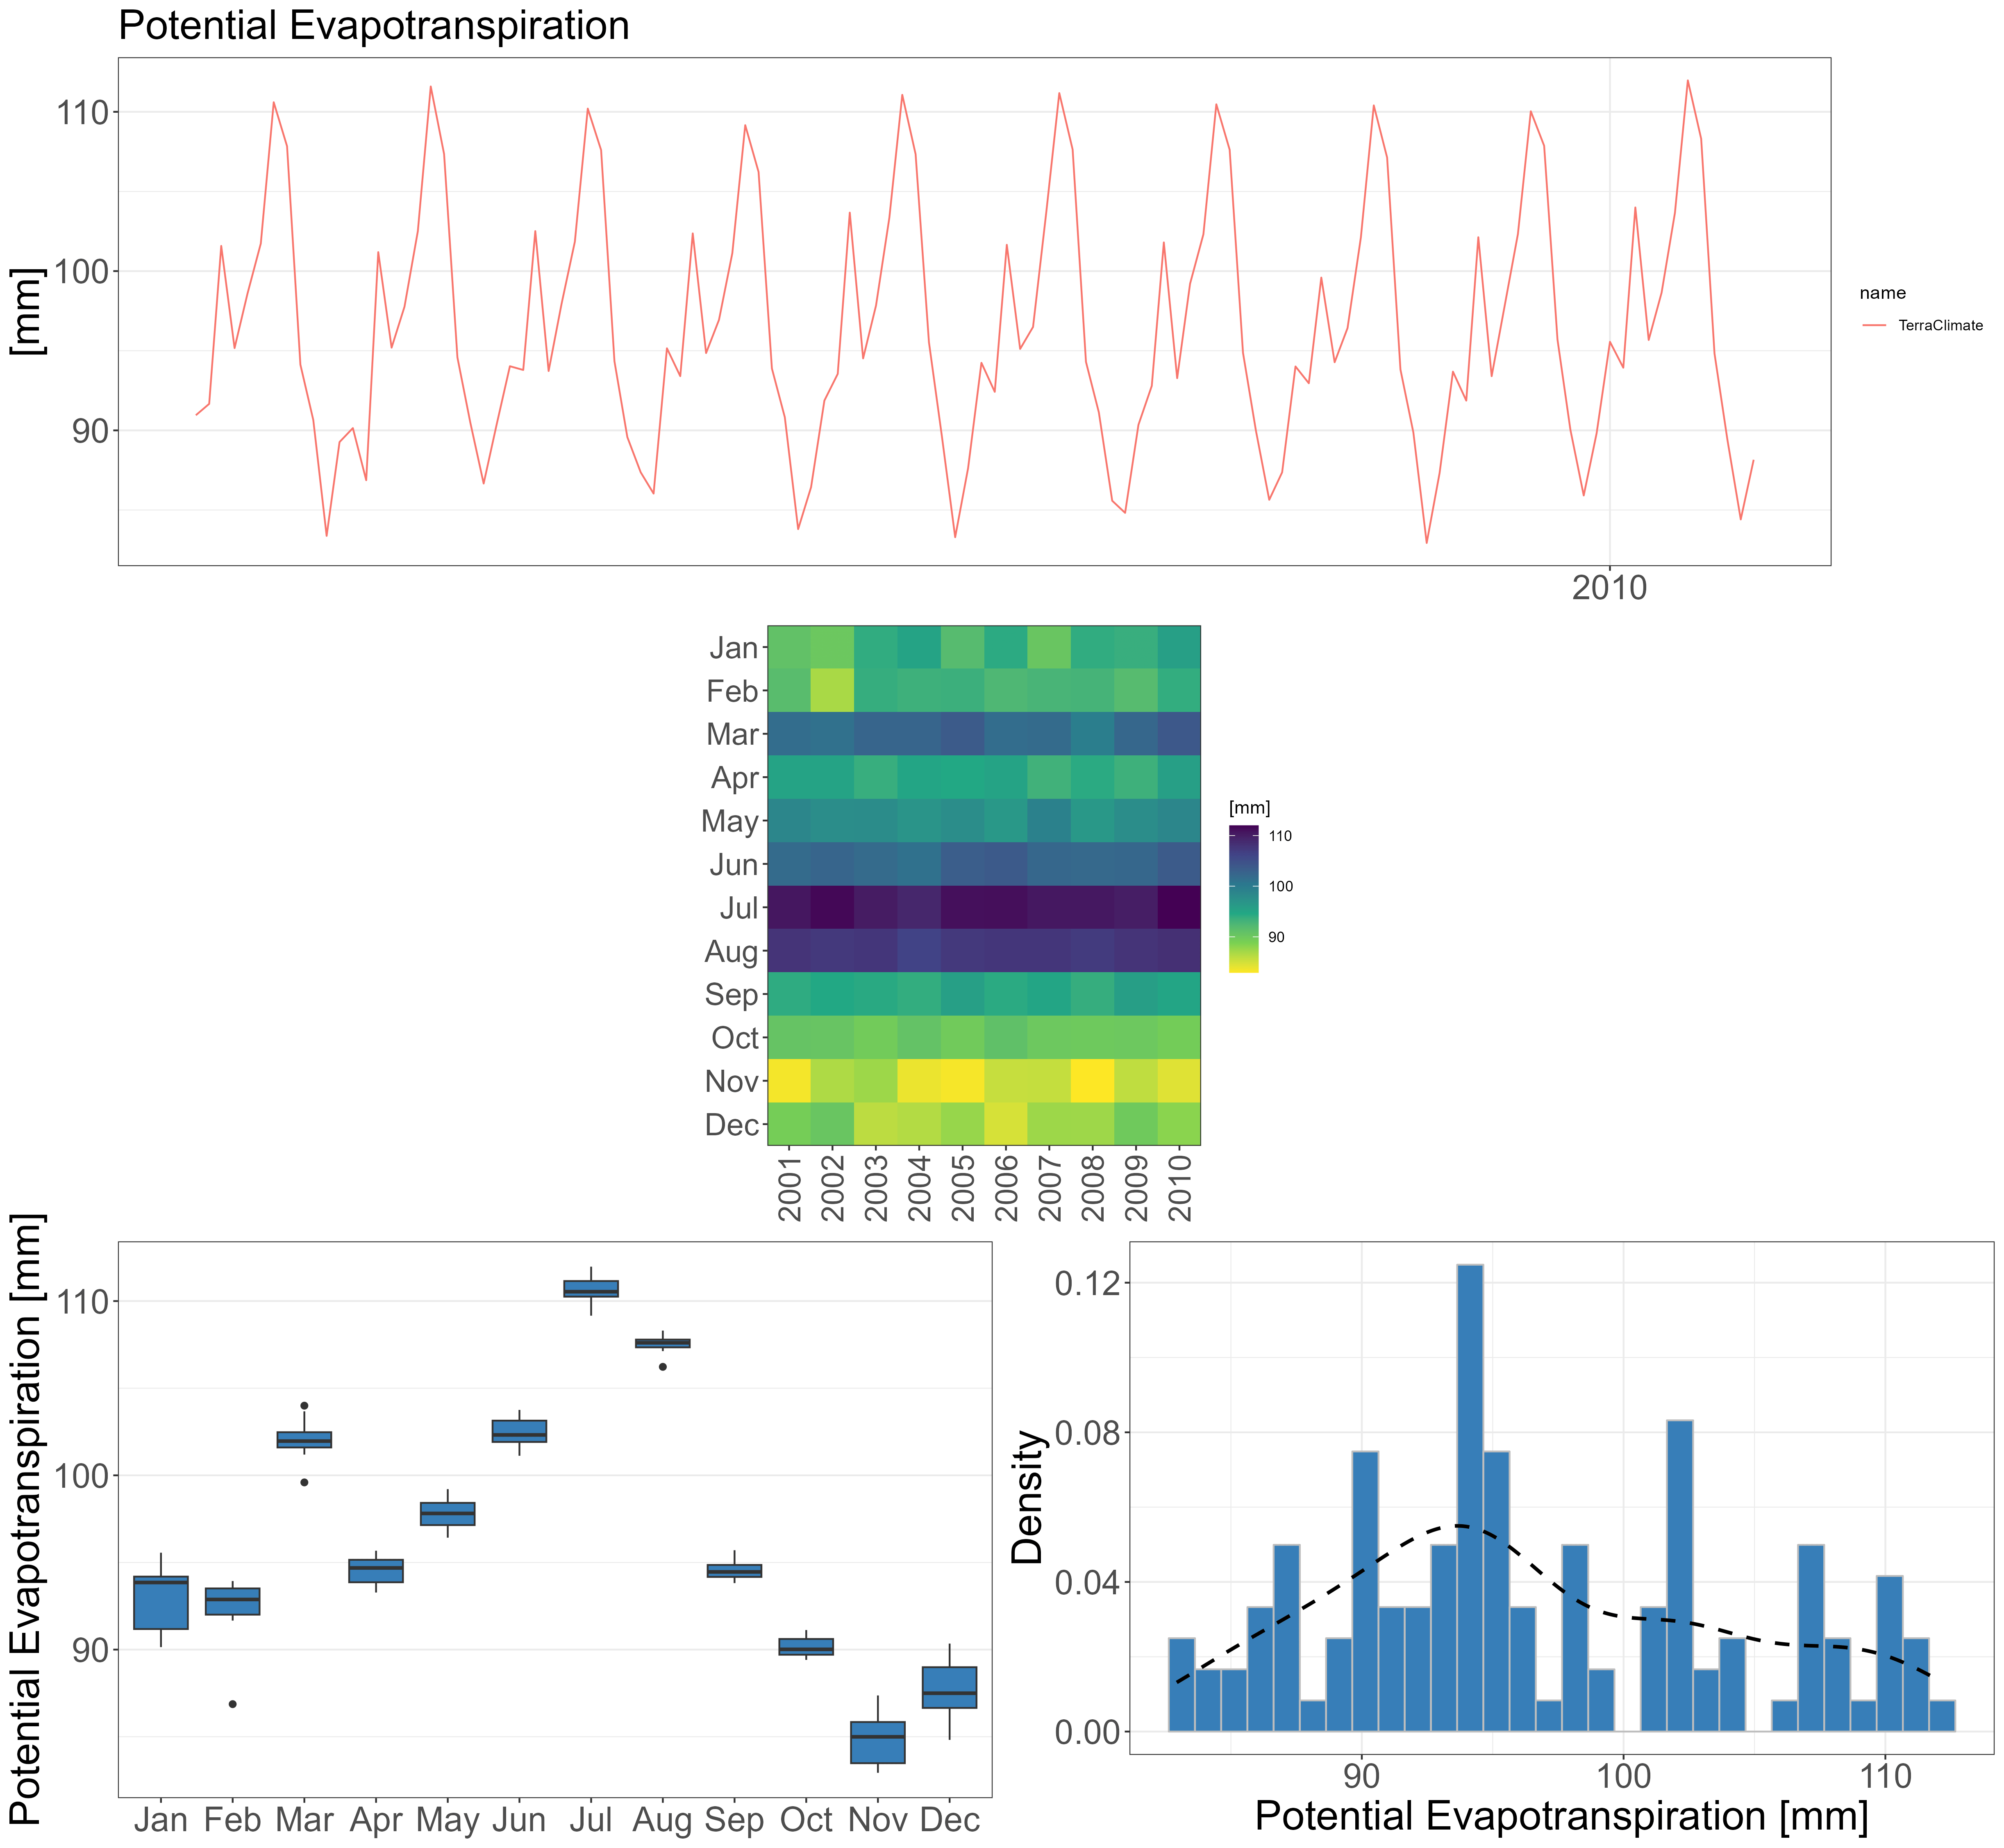 Potential Evapotranspiration
[mm]
110
100
90
2010
name
TerraClimate
Jan
Feb
Mar
Apr
May
Jun
Jul
Aug
Sep
Oct
Nov
Dec
2001 2002 2003 2004 2005 2006 2007 2008 2009 2010
[mm]
110
100
90
Potential Evapotranspiration [mm]
110
100
90
Jan Feb Mar Apr May Jun Jul Aug Sep Oct Nov Dec
Density
0.12
0.08
0.04
0.00
90 100 110
Potential Evapotranspiration [mm]